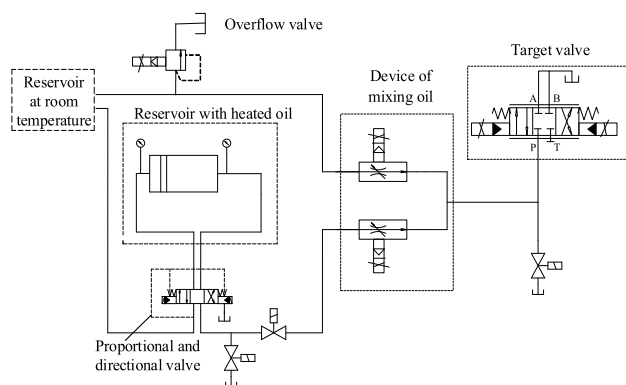 Overflow valve
Reservoir
at room
temperature
Reservoir with heated oil
Device of
mixing oil
Target valve
A B
P T
Proportional and
directional valve